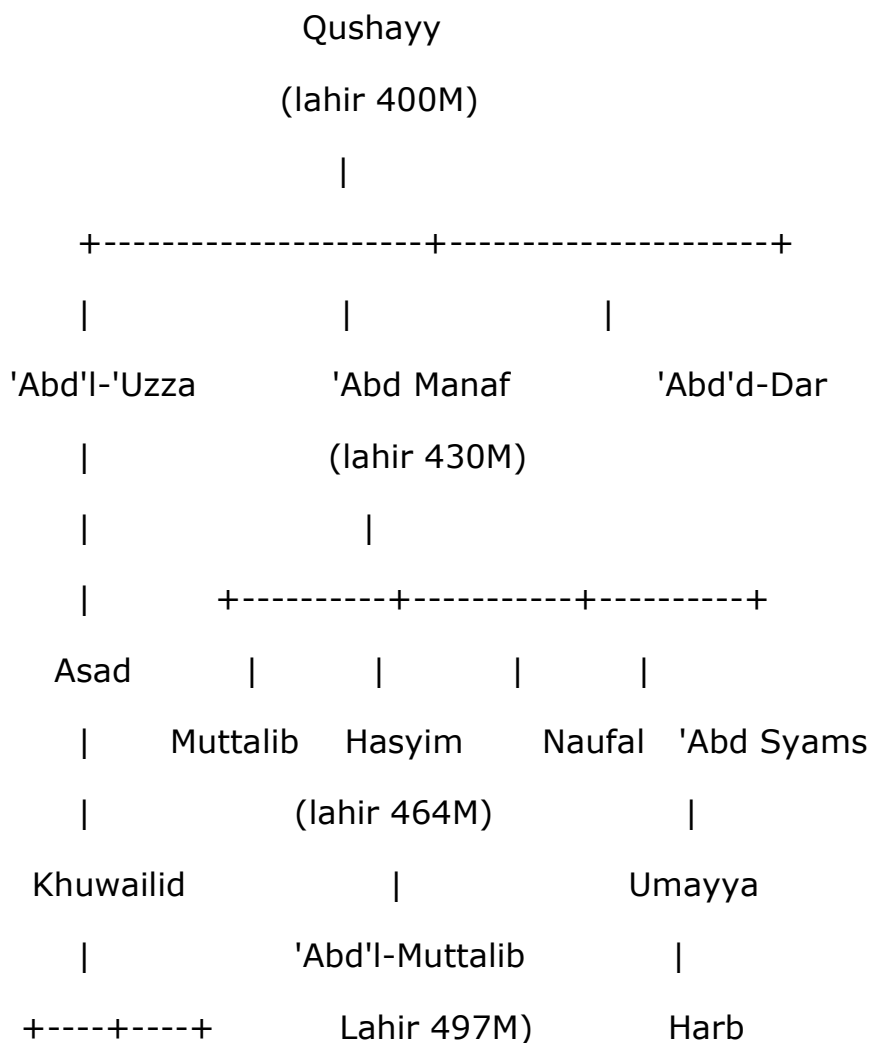 Qushayy
(lahir 400M)
|
+----------------------+----------------------+
| | |
'Abd'l-'Uzza 'Abd Manaf 'Abd'd-Dar
| (lahir 430M)
| |
| +----------+-----------+----------+
Asad | | | |
| Muttalib Hasyim Naufal 'Abd Syams
| (lahir 464M) |
Khuwailid | Umayya
| 'Abd'l-Muttalib |
+----+----+ Lahir 497M) Harb